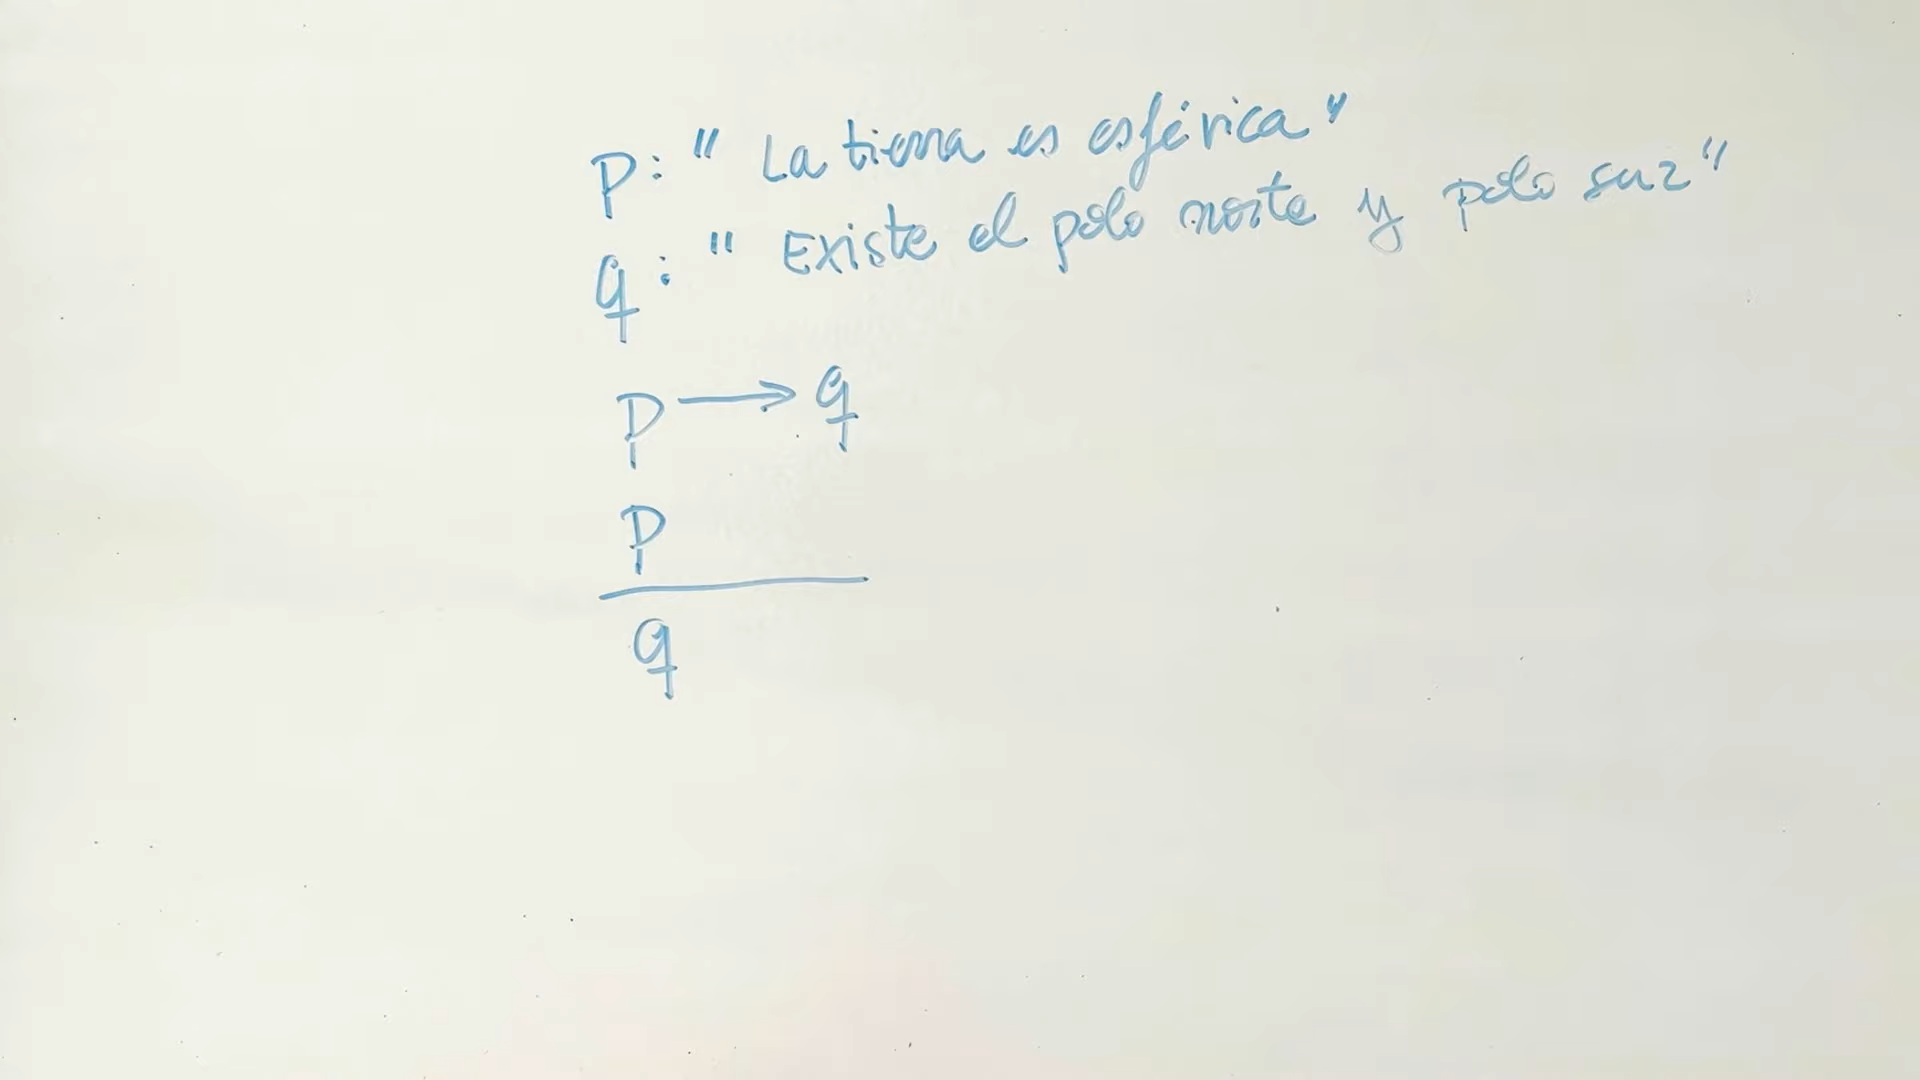 P: " La tierra es esférica "
q: " Existe el polo norte y polo sur "
P → q
P
q